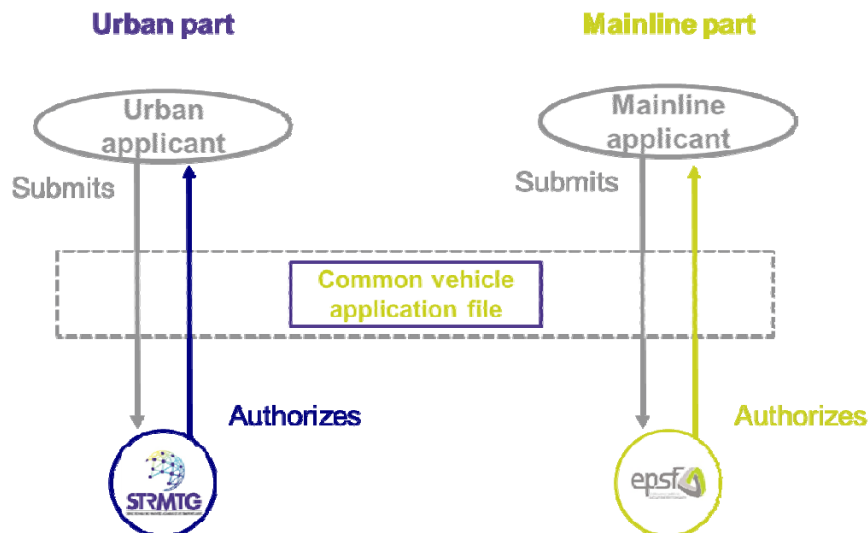 Urban part
Mainline part
Urban
applicant
Mainline
applicant
Submits
Submits
Common vehicle
application file
Authorizes
Authorizes
STRMTG
epsf